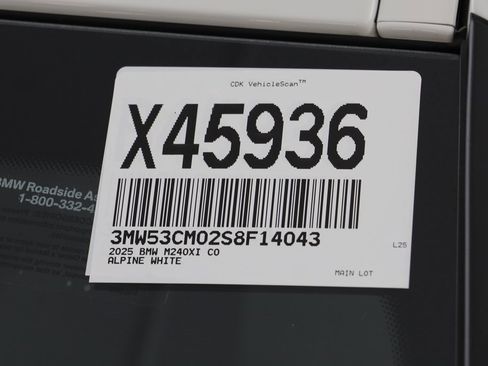 CDK VehicleScan™
X45936
3MW53CM02S8F14043
2025 BMW M240XI CO
ALPINE WHITE
L25
MAIN LOT
BMW Roadside As
1-800-332-4